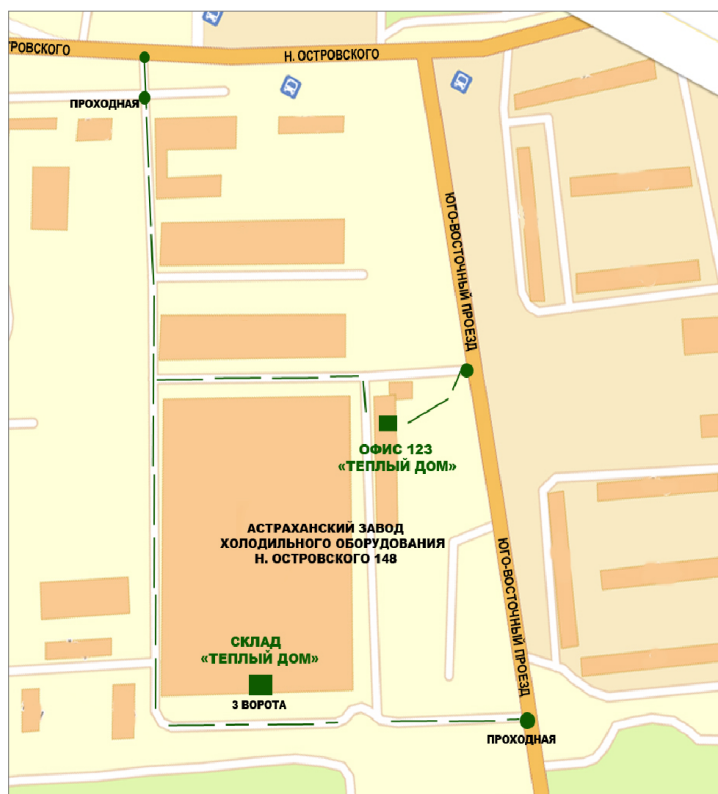 ТРОВСКОГО
Н. ОСТРОВСКОГО
ПРОХОДНАЯ
ЮГО-ВОСТОЧНЫЙ ПРОЕЗД
ОФИС 123
«ТЕПЛЫЙ ДОМ»
АСТРАХАНСКИЙ ЗАВОД
ХОЛОДИЛЬНОГО ОБОРУДОВАНИЯ
Н. ОСТРОВСКОГО 148
ЮГО-ВОСТОЧНЫЙ ПРОЕЗД
СКЛАД
«ТЕПЛЫЙ ДОМ»
3 ВОРОТА
ПРОХОДНАЯ